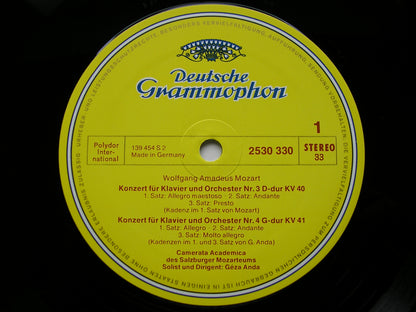 Deutsche
Grammophon
1
Polydor
Inter-
national
139 454 S 2
Made in Germany
2530 330
STEREO
33
Wolfgang Amadeus Mozart
Konzert für Klavier und Orchester Nr. 3 D-dur KV 40
1. Satz: Allegro maestoso · 2. Satz: Andante
3. Satz: Presto
(Kadenz im 1. Satz von Mozart)
Konzert für Klavier und Orchester Nr. 4 G-dur KV 41
1. Satz: Allegro · 2. Satz: Andante
3. Satz: Molto allegro
(Kadenzen im 1. und 3. Satz von G. Anda)
Camerata Academica
des Salzburger Mozarteums
Solist und Dirigent: Géza Anda